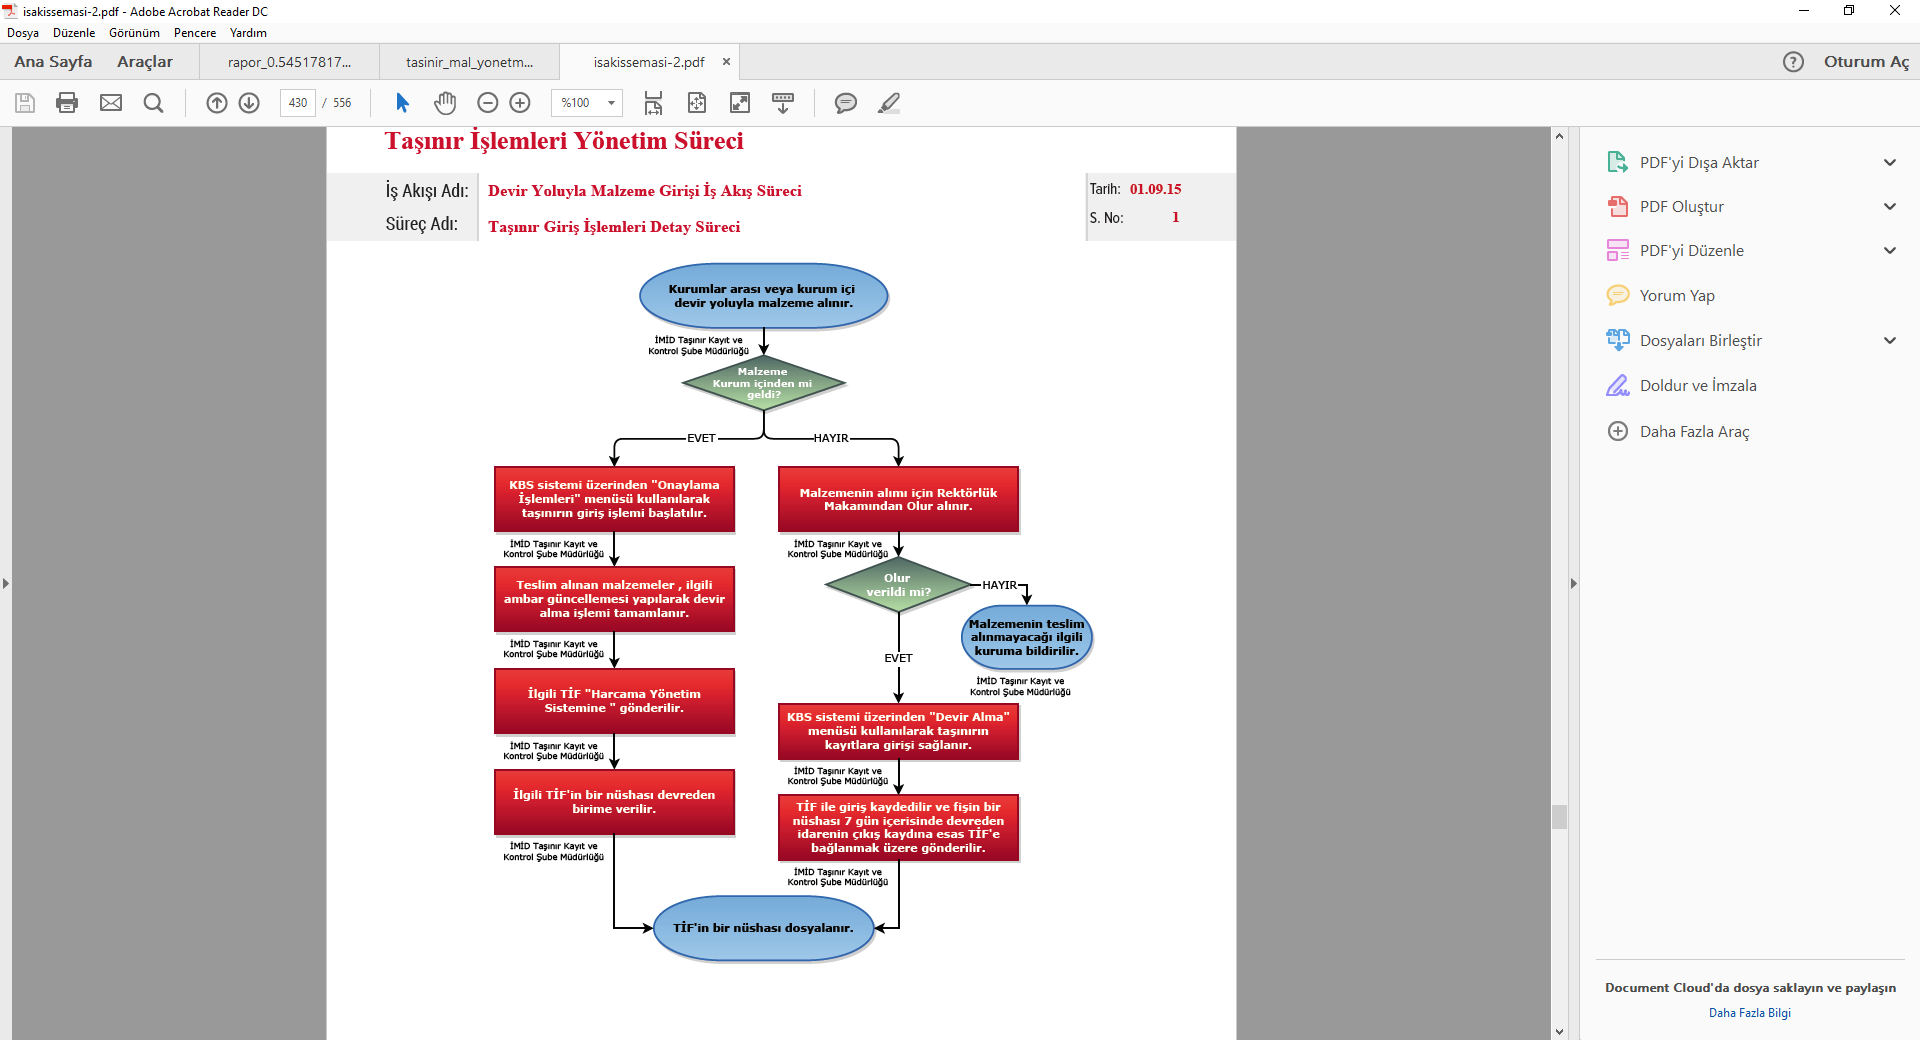 isakissemasi-2.pdf - Adobe Acrobat Reader DC
Dosya Düzenle Görünüm Pencere Yardım
Ana Sayfa Araçlar rapor_0.54517817... tasinir_mal_yonetm... isakissemasi-2.pdf × Oturum Aç
430 / 556 %100
Taşınır İşlemleri Yönetim Süreci
İş Akışı Adı: Devir Yoluyla Malzeme Girişi İş Akış Süreci
Süreç Adı: Taşınır Giriş İşlemleri Detay Süreci
Tarih: 01.09.15
S. No: 1
Kurumlar arası veya kurum içi
devir yoluyla malzeme alınır.
İMİD Taşınır Kayıt ve
Kontrol Şube Müdürlüğü
Malzeme
Kurum içinden mi
geldi?
EVET
HAYIR
KBS sistemi üzerinden "Onaylama
İşlemleri" menüsü kullanılarak
taşınırın giriş işlemi başlatılır.
İMİD Taşınır Kayıt ve
Kontrol Şube Müdürlüğü
Teslim alınan malzemeler , ilgili
ambar güncellemesi yapılarak devir
alma işlemi tamamlanır.
İMİD Taşınır Kayıt ve
Kontrol Şube Müdürlüğü
İlgili TİF "Harcama Yönetim
Sistemine " gönderilir.
İMİD Taşınır Kayıt ve
Kontrol Şube Müdürlüğü
İlgili TİF'in bir nüshası devreden
birime verilir.
İMİD Taşınır Kayıt ve
Kontrol Şube Müdürlüğü
Malzemenin alımı için Rektörlük
Makamından Olur alınır.
İMİD Taşınır Kayıt ve
Kontrol Şube Müdürlüğü
Olur
verildi mi?
HAYIR
Malzemenin teslim
alınmayacağı ilgili
kuruma bildirilir.
İMİD Taşınır Kayıt ve
Kontrol Şube Müdürlüğü
EVET
KBS sistemi üzerinden "Devir Alma"
menüsü kullanılarak taşınırın
kayıtlara girişi sağlanır.
İMİD Taşınır Kayıt ve
Kontrol Şube Müdürlüğü
TİF ile giriş kaydedilir ve fişin bir
nüshası 7 gün içerisinde devreden
idarenin çıkış kaydına esas TİF'e
bağlanmak üzere gönderilir.
İMİD Taşınır Kayıt ve
Kontrol Şube Müdürlüğü
TİF'in bir nüshası dosyalanır.
PDF'yi Dışa Aktar
PDF Oluştur
PDF'yi Düzenle
Yorum Yap
Dosyaları Birleştir
Doldur ve İmzala
Daha Fazla Araç
Document Cloud'da dosya saklayın ve paylaşın
Daha Fazla Bilgi